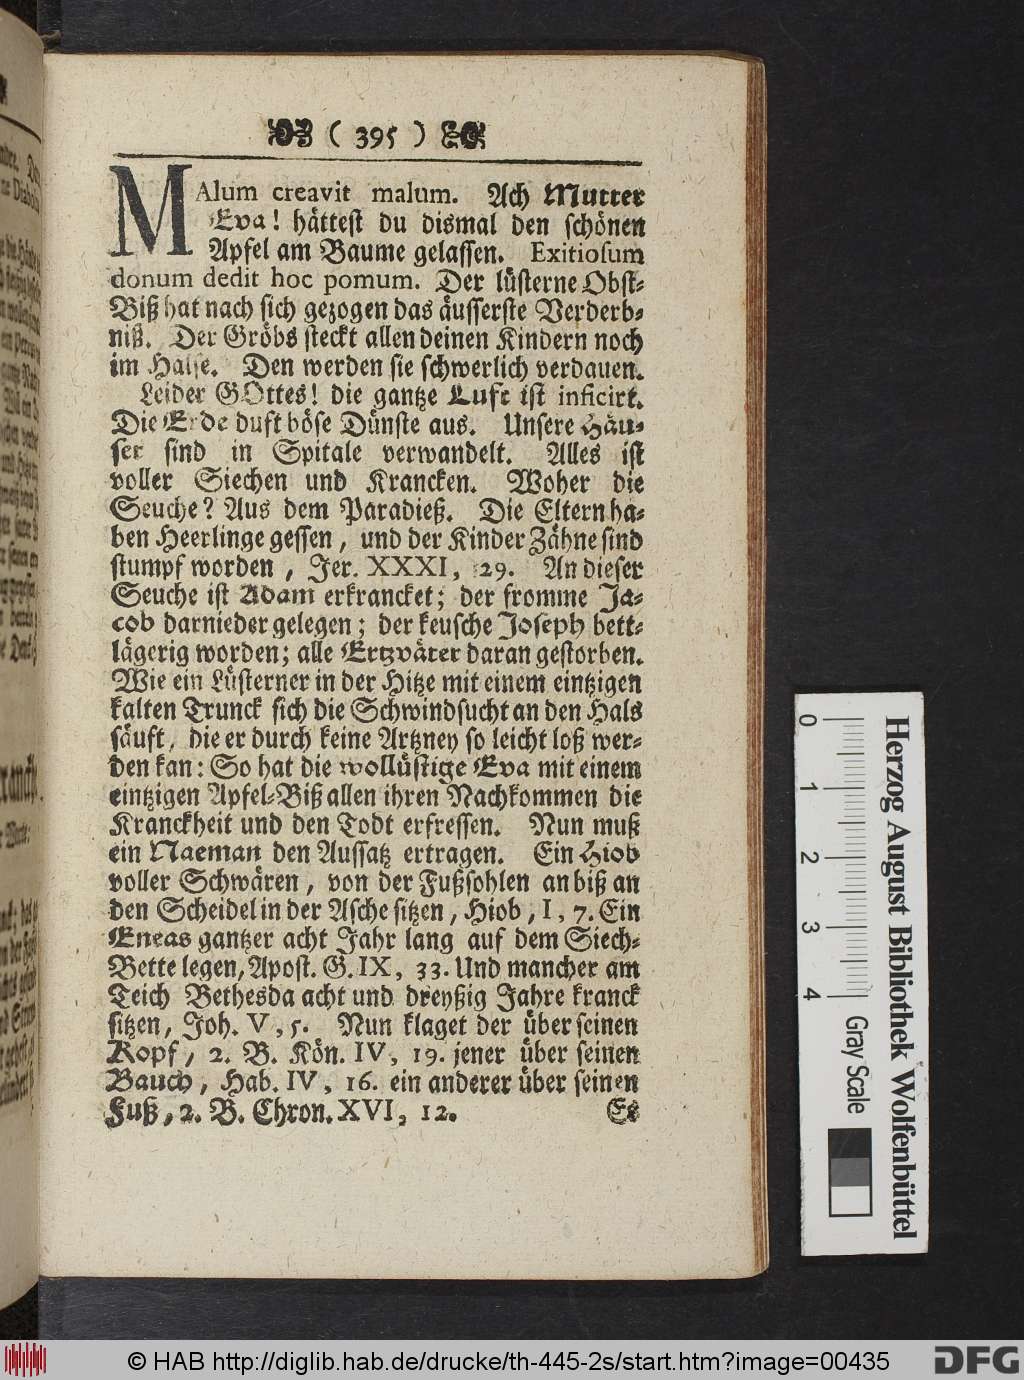 ( 395 )
MAlum creavit malum. Ach Mutter
Eva! hättest du dismal den schönen
Apfel am Baume gelassen. Exitiosum
donum dedit hoc pomum. Der lüsterne Obst-
Biß hat nach sich gezogen das äusserste Verderb-
niß. Der Gröbs steckt allen deinen Kindern noch
im Halse. Den werden sie schwerlich verdauen.
Leider GOttes! die gantze Luft ist inficirt.
Die Erde duft böse Dünste aus. Unsere Häu-
ser sind in Spitale verwandelt. Alles ist
voller Siechen und Krancken. Woher die
Seuche? Aus dem Paradieß. Die Eltern ha-
ben Heerlinge gessen, und der Kinder Zähne sind
stumpf worden, Jer. XXXI, 29. An dieser
Seuche ist Adam erkrancket; der fromme Ja-
cob darnieder gelegen; der keusche Joseph bett-
lägerig worden; alle Ertzväter daran gestorben.
Wie ein Lüsterner in der Hitze mit einem eintzigen
kalten Trunck sich die Schwindsucht an den Hals
säuft, die er durch keine Artzney so leicht loß wer-
den kan: So hat die wollüstige Eva mit einem
eintzigen Apfel-Biß allen ihren Nachkommen die
Kranckheit und den Todt erfressen. Nun muß
ein Naeman den Aussatz ertragen. Ein Hiob
voller Schwären, von der Fußsohlen an biß an
den Scheidel in der Asche sitzen, Hiob, I, 7. Ein
Eneas gantzer acht Jahr lang auf dem Siech-
Bette legen, Apost. G. IX, 33. Und mancher am
Teich Bethesda acht und dreyßig Jahre kranck
sitzen, Joh. V, 5. Nun klaget der über seinen
Kopf, 2. B. Kön. IV, 19. jener über seinen
Bauch, Hab. IV, 16. ein anderer über seinen
Fuß, 2. B. Chron. XVI, 12.
Es
0 1 2 3 4
Gray Scale
Herzog August Bibliothek Wolfenbüttel
© HAB http://diglib.hab.de/drucke/th-445-2s/start.htm?image=00435
DFG